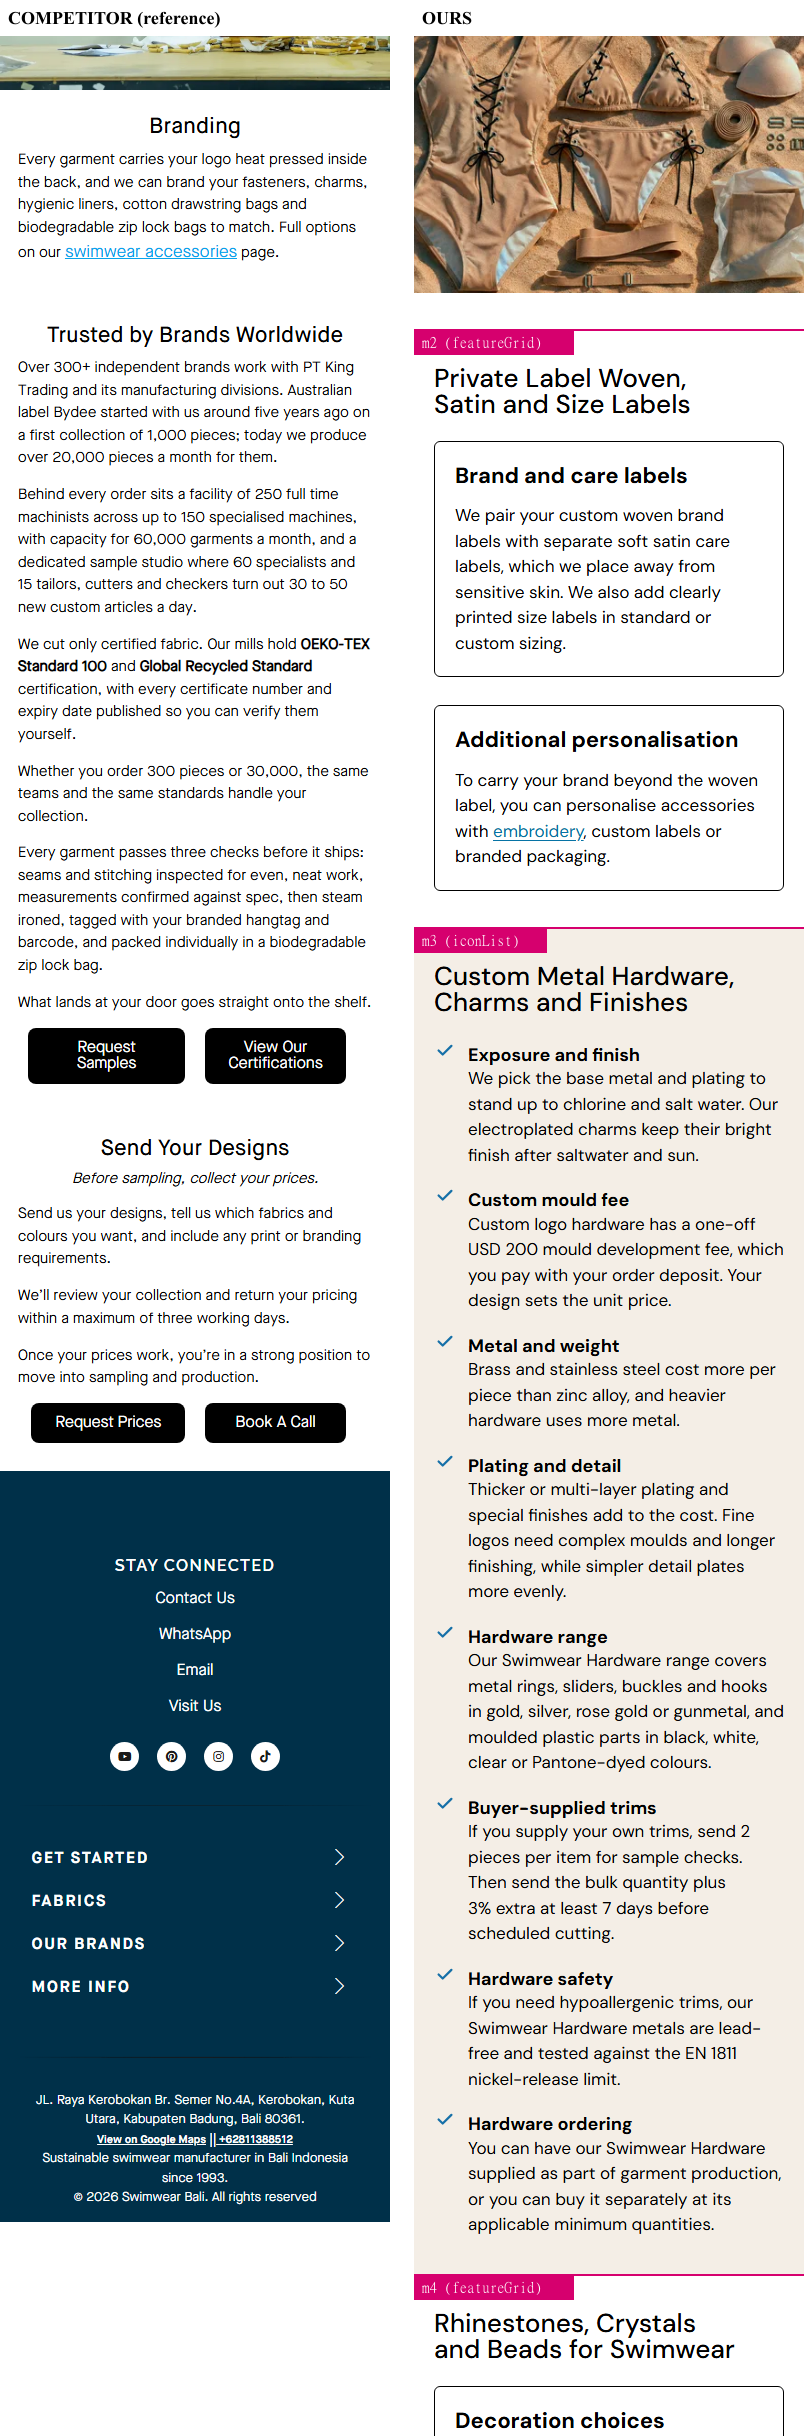 COMPETITOR (reference)
Branding
Every garment carries your logo heat pressed inside
the back, and we can brand your fasteners, charms,
hygienic liners, cotton drawstring bags and
biodegradable zip lock bags to match. Full options
on our swimwear accessories page.
Trusted by Brands Worldwide
Over 300+ independent brands work with PT King
Trading and its manufacturing divisions. Australian
label Bydee started with us around five years ago on
a first collection of 1,000 pieces; today we produce
over 20,000 pieces a month for them.
Behind every order sits a facility of 250 full time
machinists across up to 150 specialised machines,
with capacity for 60,000 garments a month, and a
dedicated sample studio where 60 specialists and
15 tailors, cutters and checkers turn out 30 to 50
new custom articles a day.
We cut only certified fabric. Our mills hold OEKO-TEX
Standard 100 and Global Recycled Standard
certification, with every certificate number and
expiry date published so you can verify them
yourself.
Whether you order 300 pieces or 30,000, the same
teams and the same standards handle your
collection.
Every garment passes three checks before it ships:
seams and stitching inspected for even, neat work,
measurements confirmed against spec, then steam
ironed, tagged with your branded hangtag and
barcode, and packed individually in a biodegradable
zip lock bag.
What lands at your door goes straight onto the shelf.
Request
Samples
View Our
Certifications
Send Your Designs
Before sampling, collect your prices.
Send us your designs, tell us which fabrics and
colours you want, and include any print or branding
requirements.
We'll review your collection and return your pricing
within a maximum of three working days.
Once your prices work, you're in a strong position to
move into sampling and production.
Request Prices
Book A Call
STAY CONNECTED
Contact Us
WhatsApp
Email
Visit Us
GET STARTED
FABRICS
OUR BRANDS
MORE INFO
JL. Raya Kerobokan Br. Semer No.4A, Kerobokan, Kuta
Utara, Kabupaten Badung, Bali 80361.
View on Google Maps || +62811388512
Sustainable swimwear manufacturer in Bali Indonesia
since 1993.
© 2026 Swimwear Bali. All rights reserved
OURS
m2 (featureGrid)
Private Label Woven,
Satin and Size Labels
Brand and care labels
We pair your custom woven brand
labels with separate soft satin care
labels, which we place away from
sensitive skin. We also add clearly
printed size labels in standard or
custom sizing.
Additional personalisation
To carry your brand beyond the woven
label, you can personalise accessories
with embroidery, custom labels or
branded packaging.
m3 (iconList)
Custom Metal Hardware,
Charms and Finishes
Exposure and finish
We pick the base metal and plating to
stand up to chlorine and salt water. Our
electroplated charms keep their bright
finish after saltwater and sun.
Custom mould fee
Custom logo hardware has a one-off
USD 200 mould development fee, which
you pay with your order deposit. Your
design sets the unit price.
Metal and weight
Brass and stainless steel cost more per
piece than zinc alloy, and heavier
hardware uses more metal.
Plating and detail
Thicker or multi-layer plating and
special finishes add to the cost. Fine
logos need complex moulds and longer
finishing, while simpler detail plates
more evenly.
Hardware range
Our Swimwear Hardware range covers
metal rings, sliders, buckles and hooks
in gold, silver, rose gold or gunmetal, and
moulded plastic parts in black, white,
clear or Pantone-dyed colours.
Buyer-supplied trims
If you supply your own trims, send 2
pieces per item for sample checks.
Then send the bulk quantity plus
3% extra at least 7 days before
scheduled cutting.
Hardware safety
If you need hypoallergenic trims, our
Swimwear Hardware metals are lead-
free and tested against the EN 1811
nickel-release limit.
Hardware ordering
You can have our Swimwear Hardware
supplied as part of garment production,
or you can buy it separately at its
applicable minimum quantities.
m4 (featureGrid)
Rhinestones, Crystals
and Beads for Swimwear
Decoration choices